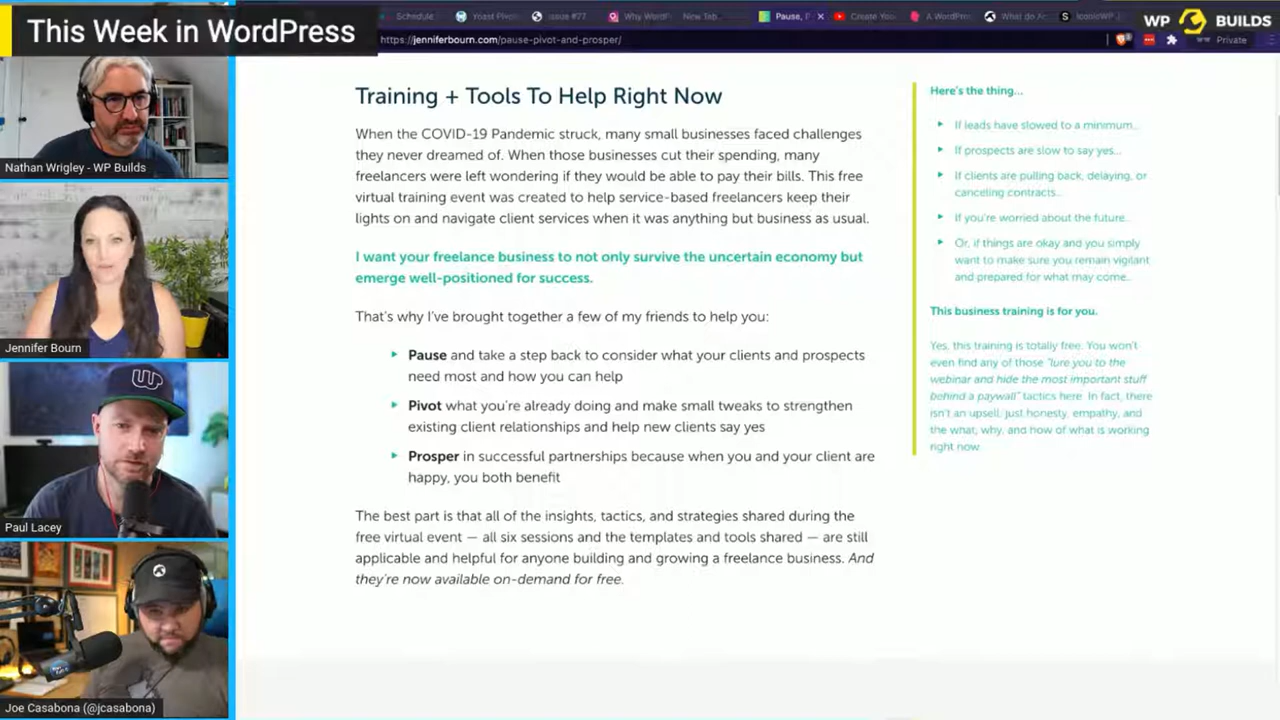 This Week in WordPress
Schedule
Yoast Pivot
Issue #77
Why WordP
New Tab
Pause, P
Create You
A WordPre
What do A
IconicWP
WP BUILDS
https://jenniferbourn.com/pause-pivot-and-prosper/
Private
Training + Tools To Help Right Now
When the COVID-19 Pandemic struck, many small businesses faced challenges
they never dreamed of. When those businesses cut their spending, many
freelancers were left wondering if they would be able to pay their bills. This free
virtual training event was created to help service-based freelancers keep their
lights on and navigate client services when it was anything but business as usual.
I want your freelance business to not only survive the uncertain economy but
emerge well-positioned for success.
That's why I've brought together a few of my friends to help you:
Pause and take a step back to consider what your clients and prospects
need most and how you can help
Pivot what you're already doing and make small tweaks to strengthen
existing client relationships and help new clients say yes
Prosper in successful partnerships because when you and your client are
happy, you both benefit
The best part is that all of the insights, tactics, and strategies shared during the
free virtual event — all six sessions and the templates and tools shared — are still
applicable and helpful for anyone building and growing a freelance business. And
they're now available on-demand for free.
Here's the thing...
If leads have slowed to a minimum...
If prospects are slow to say yes...
If clients are pulling back, delaying, or
canceling contracts...
If you're worried about the future...
Or, if things are okay and you simply
want to make sure you remain vigilant
and prepared for what may come...
This business training is for you.
Yes, this training is totally free. You won't
even find any of those "lure you to the
webinar and hide the most important stuff
behind a paywall" tactics here. In fact, there
isn't an upsell, just honesty, empathy, and
the what, why, and how of what is working
right now.
Nathan Wrigley - WP Builds
Jennifer Bourn
Paul Lacey
Joe Casabona (@jcasabona)